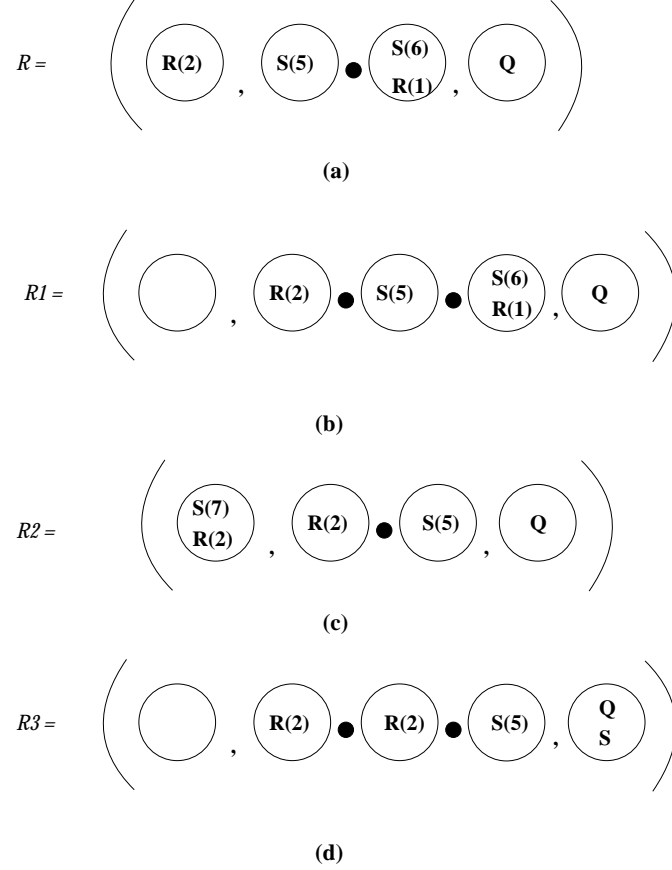 R = ( R(2) , S(5) ● S(6) R(1) , Q )
(a)
R1 = ( , R(2) ● S(5) ● S(6) R(1) , Q )
(b)
R2 = ( S(7) R(2) , R(2) ● S(5) , Q )
(c)
R3 = ( , R(2) ● R(2) ● S(5) , Q S )
(d)